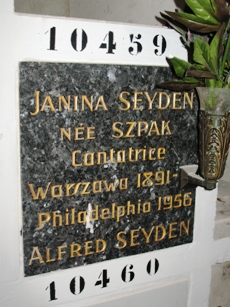 10459
JANINA SEYDEN
NÉE SZPAK
Cantatrice
Warszawa 1891-
Philadelphia 1956
ALFRED SEYDEN
10460